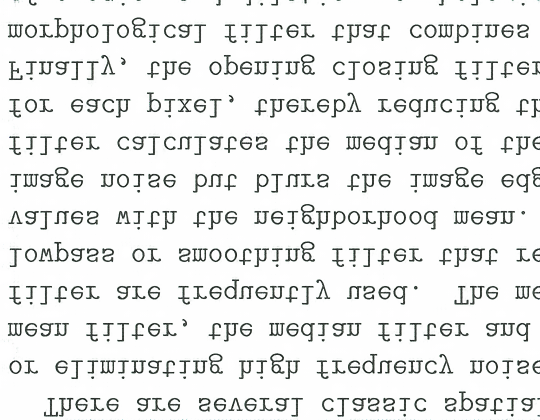 There are several classic spatial
or eliminating high frequency noise
mean filter, the median filter and
filter are frequently used. The me
lowpass or smoothing filter that re
values with the neighborhood mean.
image noise but blurs the image edg
filter calculates the median of the
for each pixel, thereby reducing th
Finally, the opening closing filter
morphological filter that combines